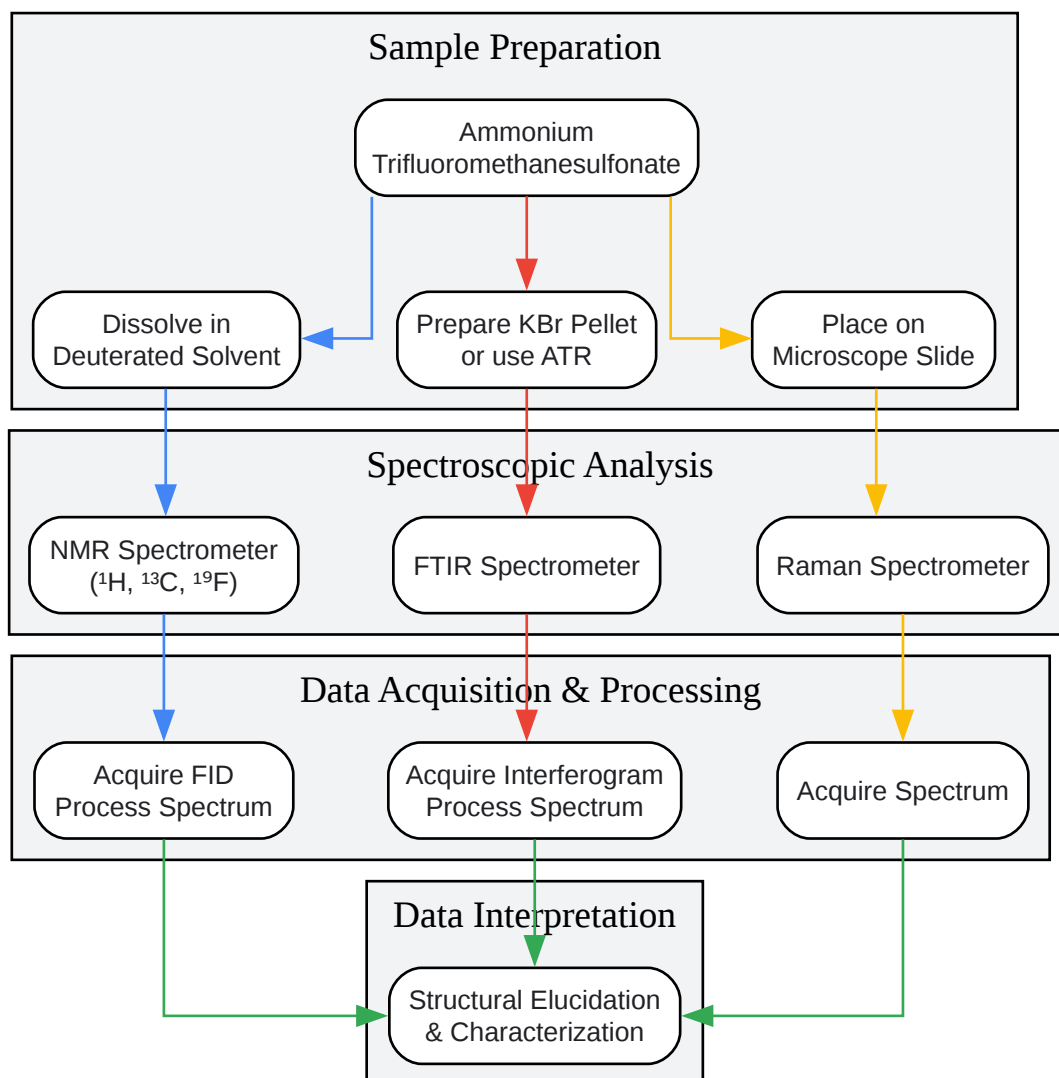 Sample Preparation
Ammonium
Trifluoromethanesulfonate
Dissolve in
Deuterated Solvent
Prepare KBr Pellet
or use ATR
Place on
Microscope Slide
Spectroscopic Analysis
NMR Spectrometer
(¹H, ¹³C, ¹⁹F)
FTIR Spectrometer
Raman Spectrometer
Data Acquisition & Processing
Acquire FID
Process Spectrum
Acquire Interferogram
Process Spectrum
Acquire Spectrum
Data Interpretation
Structural Elucidation
& Characterization